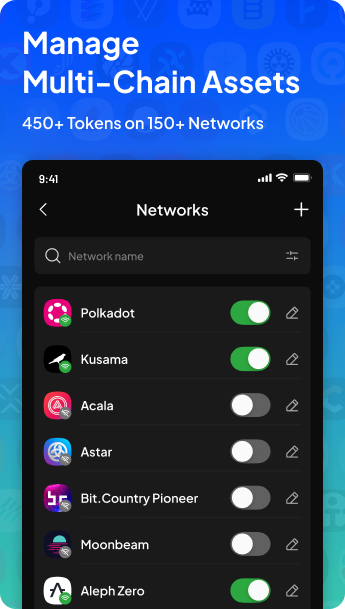 Manage
Multi-Chain Assets
450+ Tokens on 150+ Networks
9:41
Networks
Network name
Polkadot
Kusama
Acala
Astar
Bit.Country Pioneer
Moonbeam
Aleph Zero